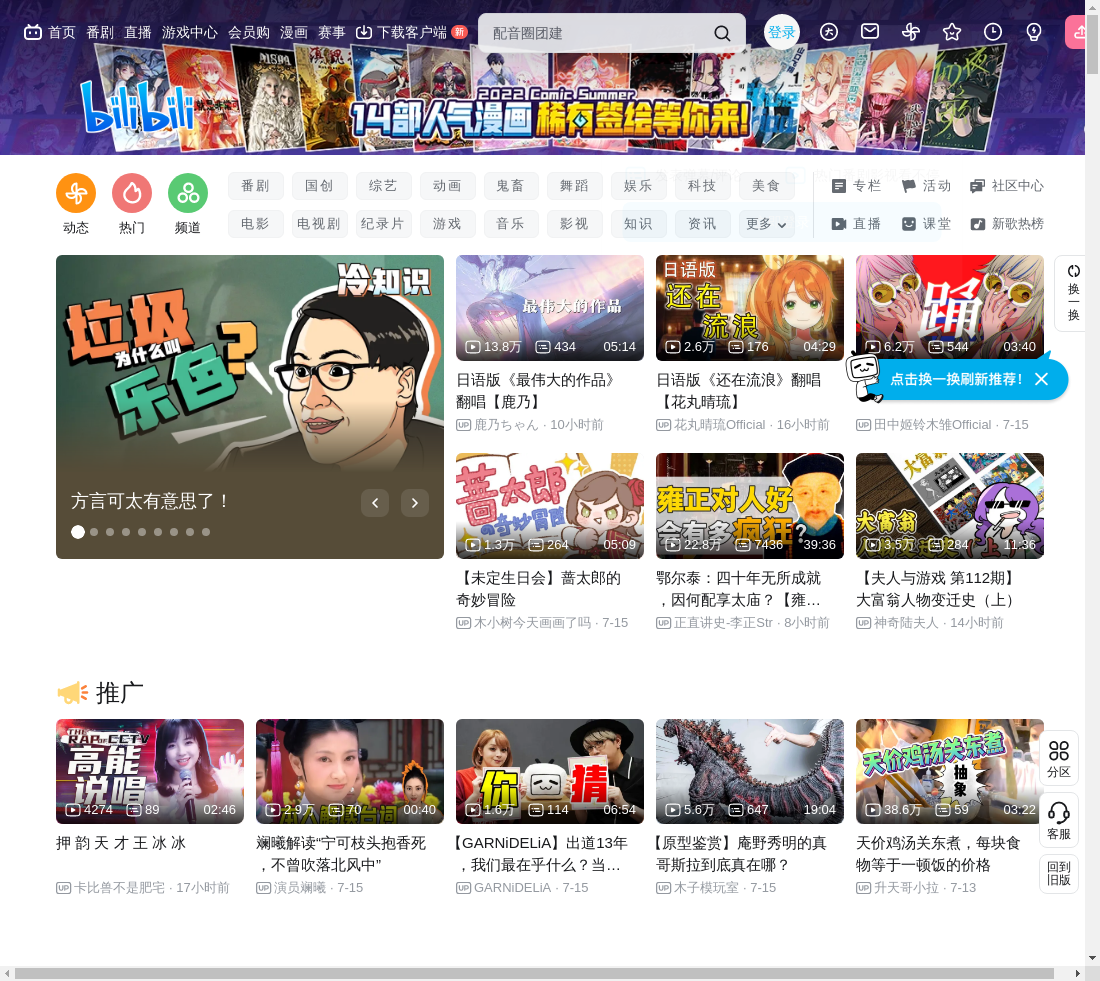 首页 番剧 直播 游戏中心 会员购 漫画 赛事 下载客户端 新 配音圈团建 登录
bilibili
2022 Comic Summer
14部人气漫画 稀有签绘等你来!
动态 热门 频道
番剧 国创 综艺 动画 鬼畜 舞蹈 娱乐 科技 美食 专栏 活动 社区中心
电影 电视剧 纪录片 游戏 音乐 影视 知识 资讯 更多 直播 课堂 新歌热榜
冷知识
垃圾
为什么叫
乐色?
方言可太有意思了！
最伟大的作品
13.8万 434 05:14
日语版《最伟大的作品》
翻唱【鹿乃】
UP 鹿乃ちゃん · 10小时前
日语版
还在
流浪
2.6万 176 04:29
日语版《还在流浪》翻唱
【花丸晴琉】
UP 花丸晴琉Official · 16小时前
踊
6.2万 544 03:40
UP 田中姬铃木雏Official · 7-15
换
一
换
点击换一换刷新推荐!
蔷太郎
的奇妙冒险
1.3万 264 05:09
【未定生日会】蔷太郎的
奇妙冒险
UP 木小树今天画画了吗 · 7-15
雍正对人好
会有多疯狂?
22.8万 7436 39:36
鄂尔泰：四十年无所成就
，因何配享太庙？【雍…
UP 正直讲史-李正Str · 8小时前
大富翁
大富翁
上
3.5万 284 11:36
【夫人与游戏 第112期】
大富翁人物变迁史（上）
UP 神奇陆夫人 · 14小时前
推广
THE RAP OF CCTV
高能
说唱
4274 89 02:46
押 韵 天 才 王 冰 冰
UP 卡比兽不是肥宅 · 17小时前
2.9万 70 00:40
斓曦解读“宁可枝头抱香死
，不曾吹落北风中”
UP 演员斓曦 · 7-15
你 猜
1.6万 114 06:54
【GARNiDELiA】出道13年
，我们最在乎什么？当…
UP GARNiDELiA · 7-15
5.6万 647 19:04
【原型鉴赏】庵野秀明的真
哥斯拉到底真在哪？
UP 木子模玩室 · 7-15
天价鸡汤关东煮
抽象
38.6万 59 03:22
天价鸡汤关东煮，每块食
物等于一顿饭的价格
UP 升天哥小拉 · 7-13
分区
客服
回到
旧版